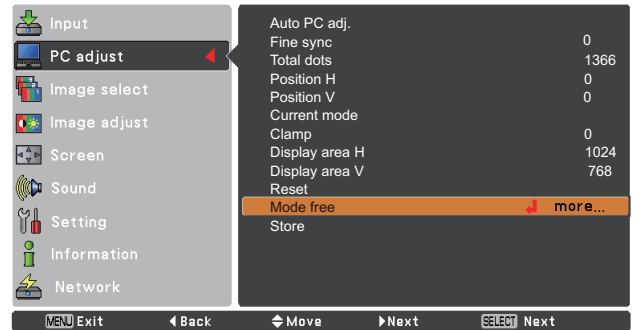 Input
PC adjust
Image select
Image adjust
Screen
Sound
Setting
Information
Network
Auto PC adj.
Fine sync 0
Total dots 1366
Position H 0
Position V 0
Current mode
Clamp 0
Display area H 1024
Display area V 768
Reset
Mode free more...
Store
MENU Exit Back Move Next SELECT Next